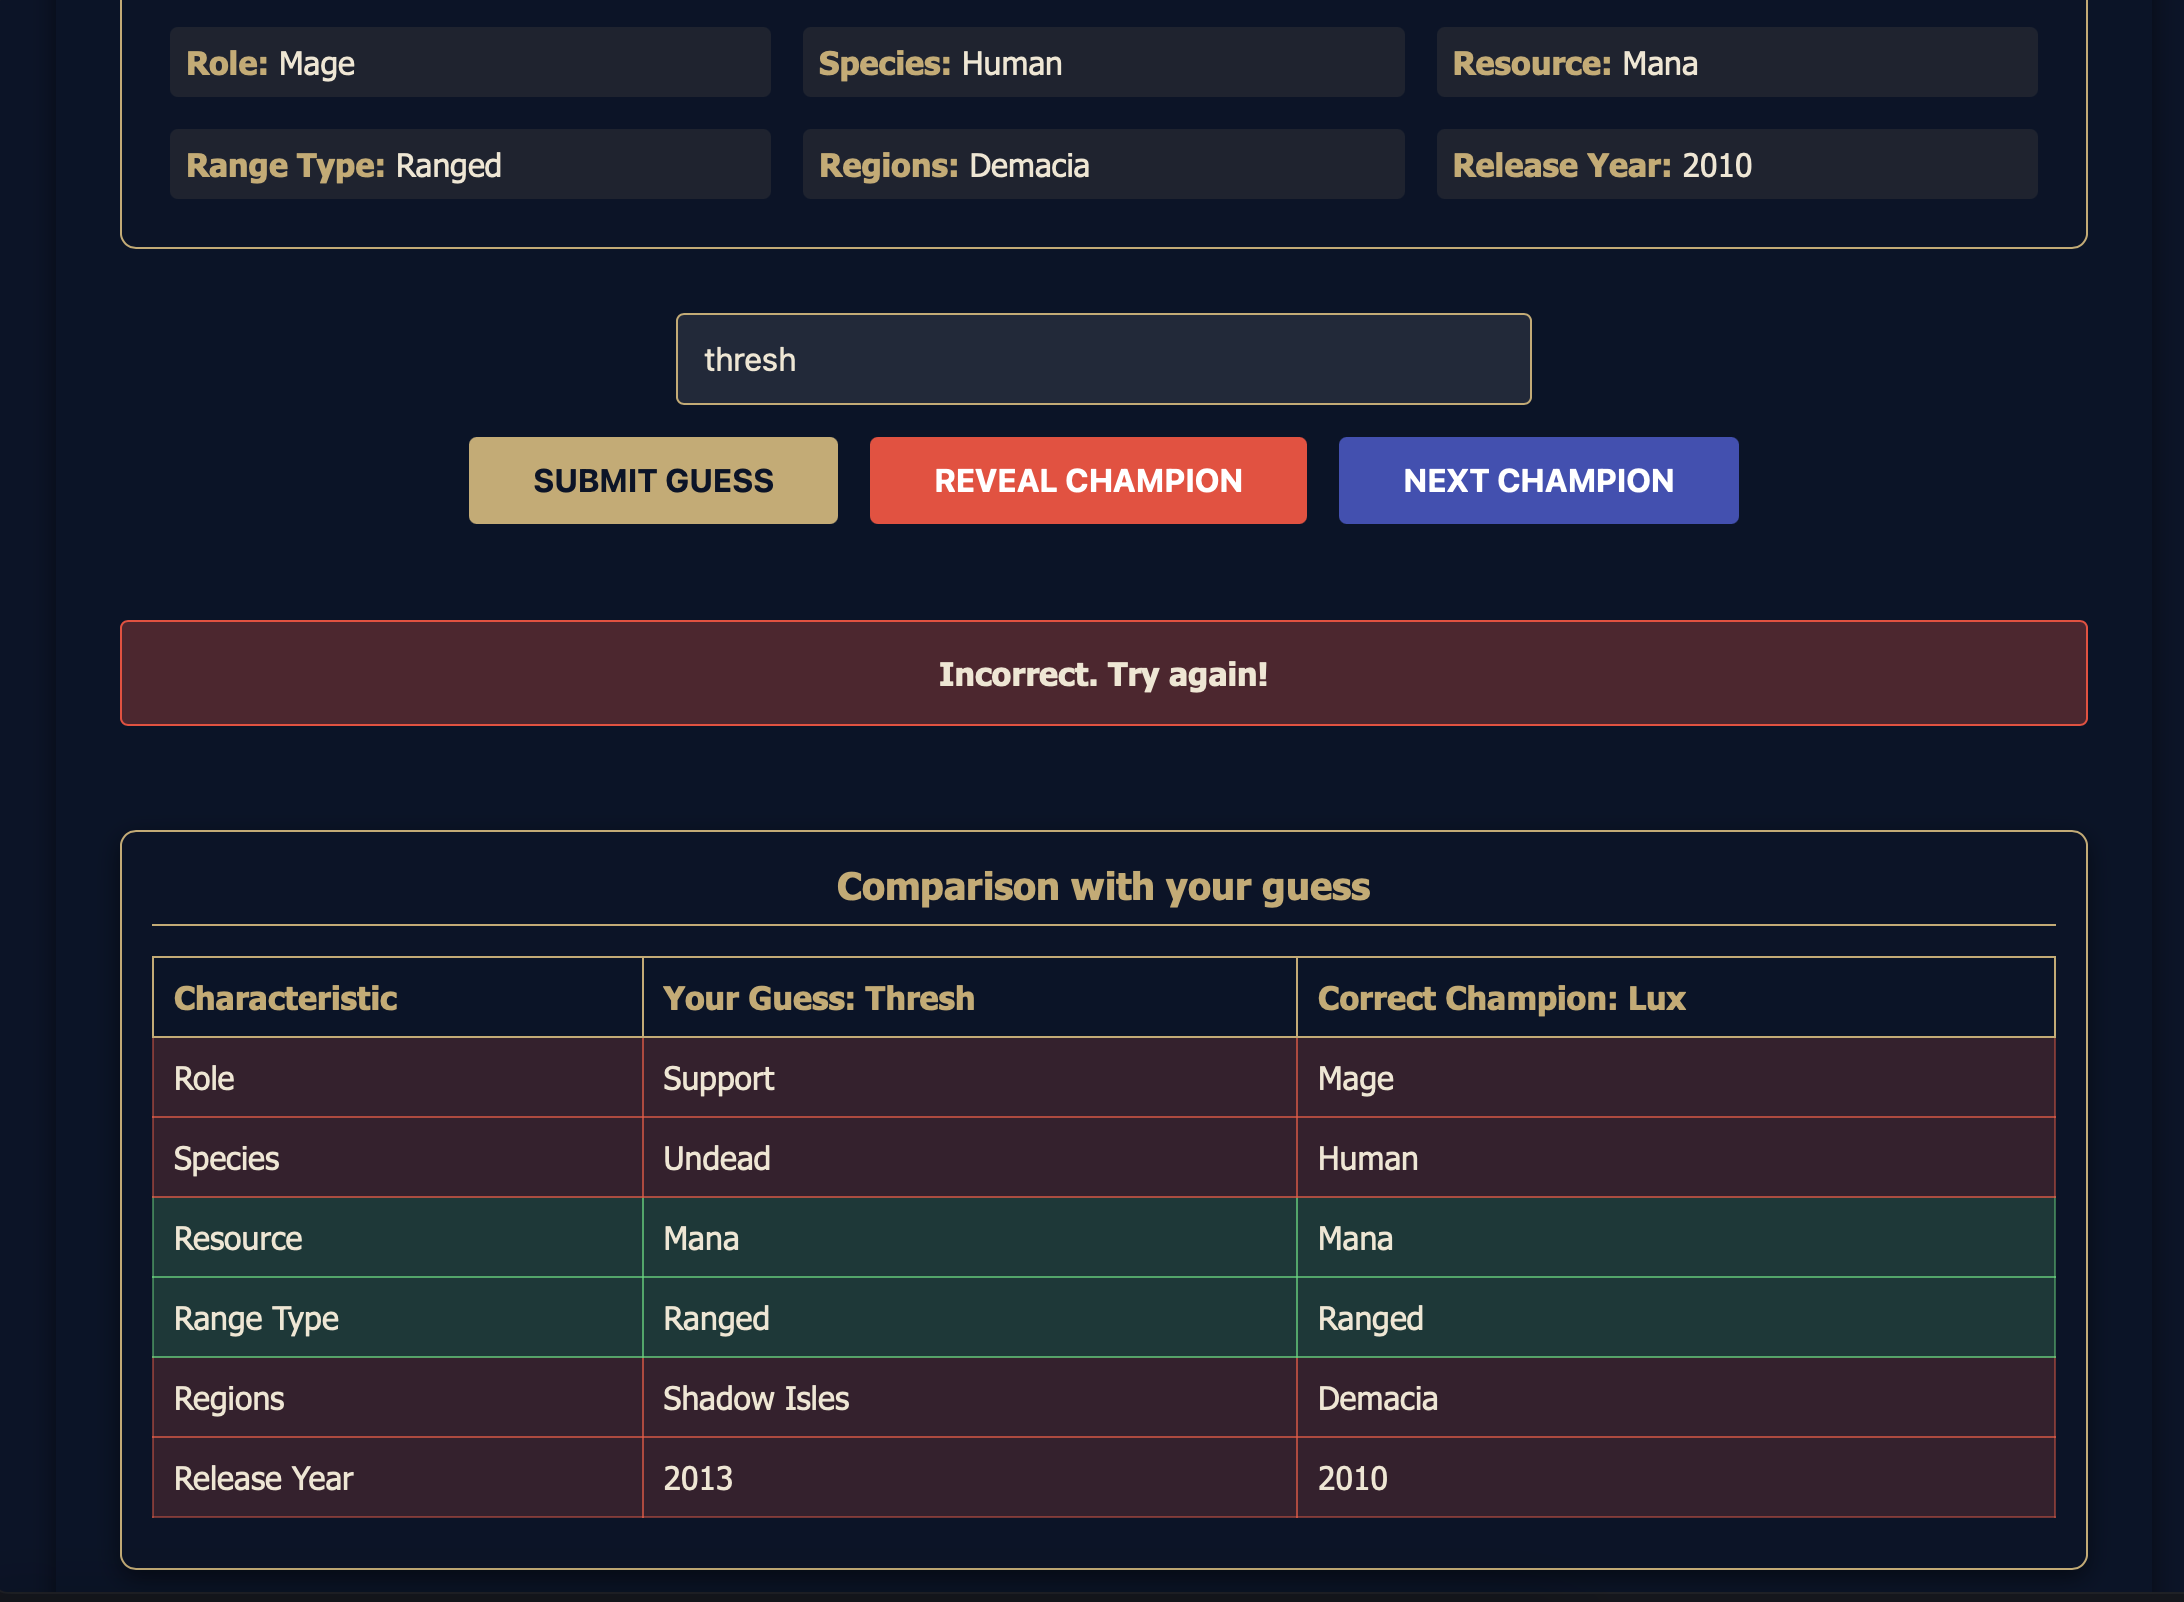 Role: Mage
Species: Human
Resource: Mana
Range Type: Ranged
Regions: Demacia
Release Year: 2010
thresh
SUBMIT GUESS
REVEAL CHAMPION
NEXT CHAMPION
Incorrect. Try again!
Comparison with your guess
Characteristic Your Guess: Thresh Correct Champion: Lux
Role Support Mage
Species Undead Human
Resource Mana Mana
Range Type Ranged Ranged
Regions Shadow Isles Demacia
Release Year 2013 2010